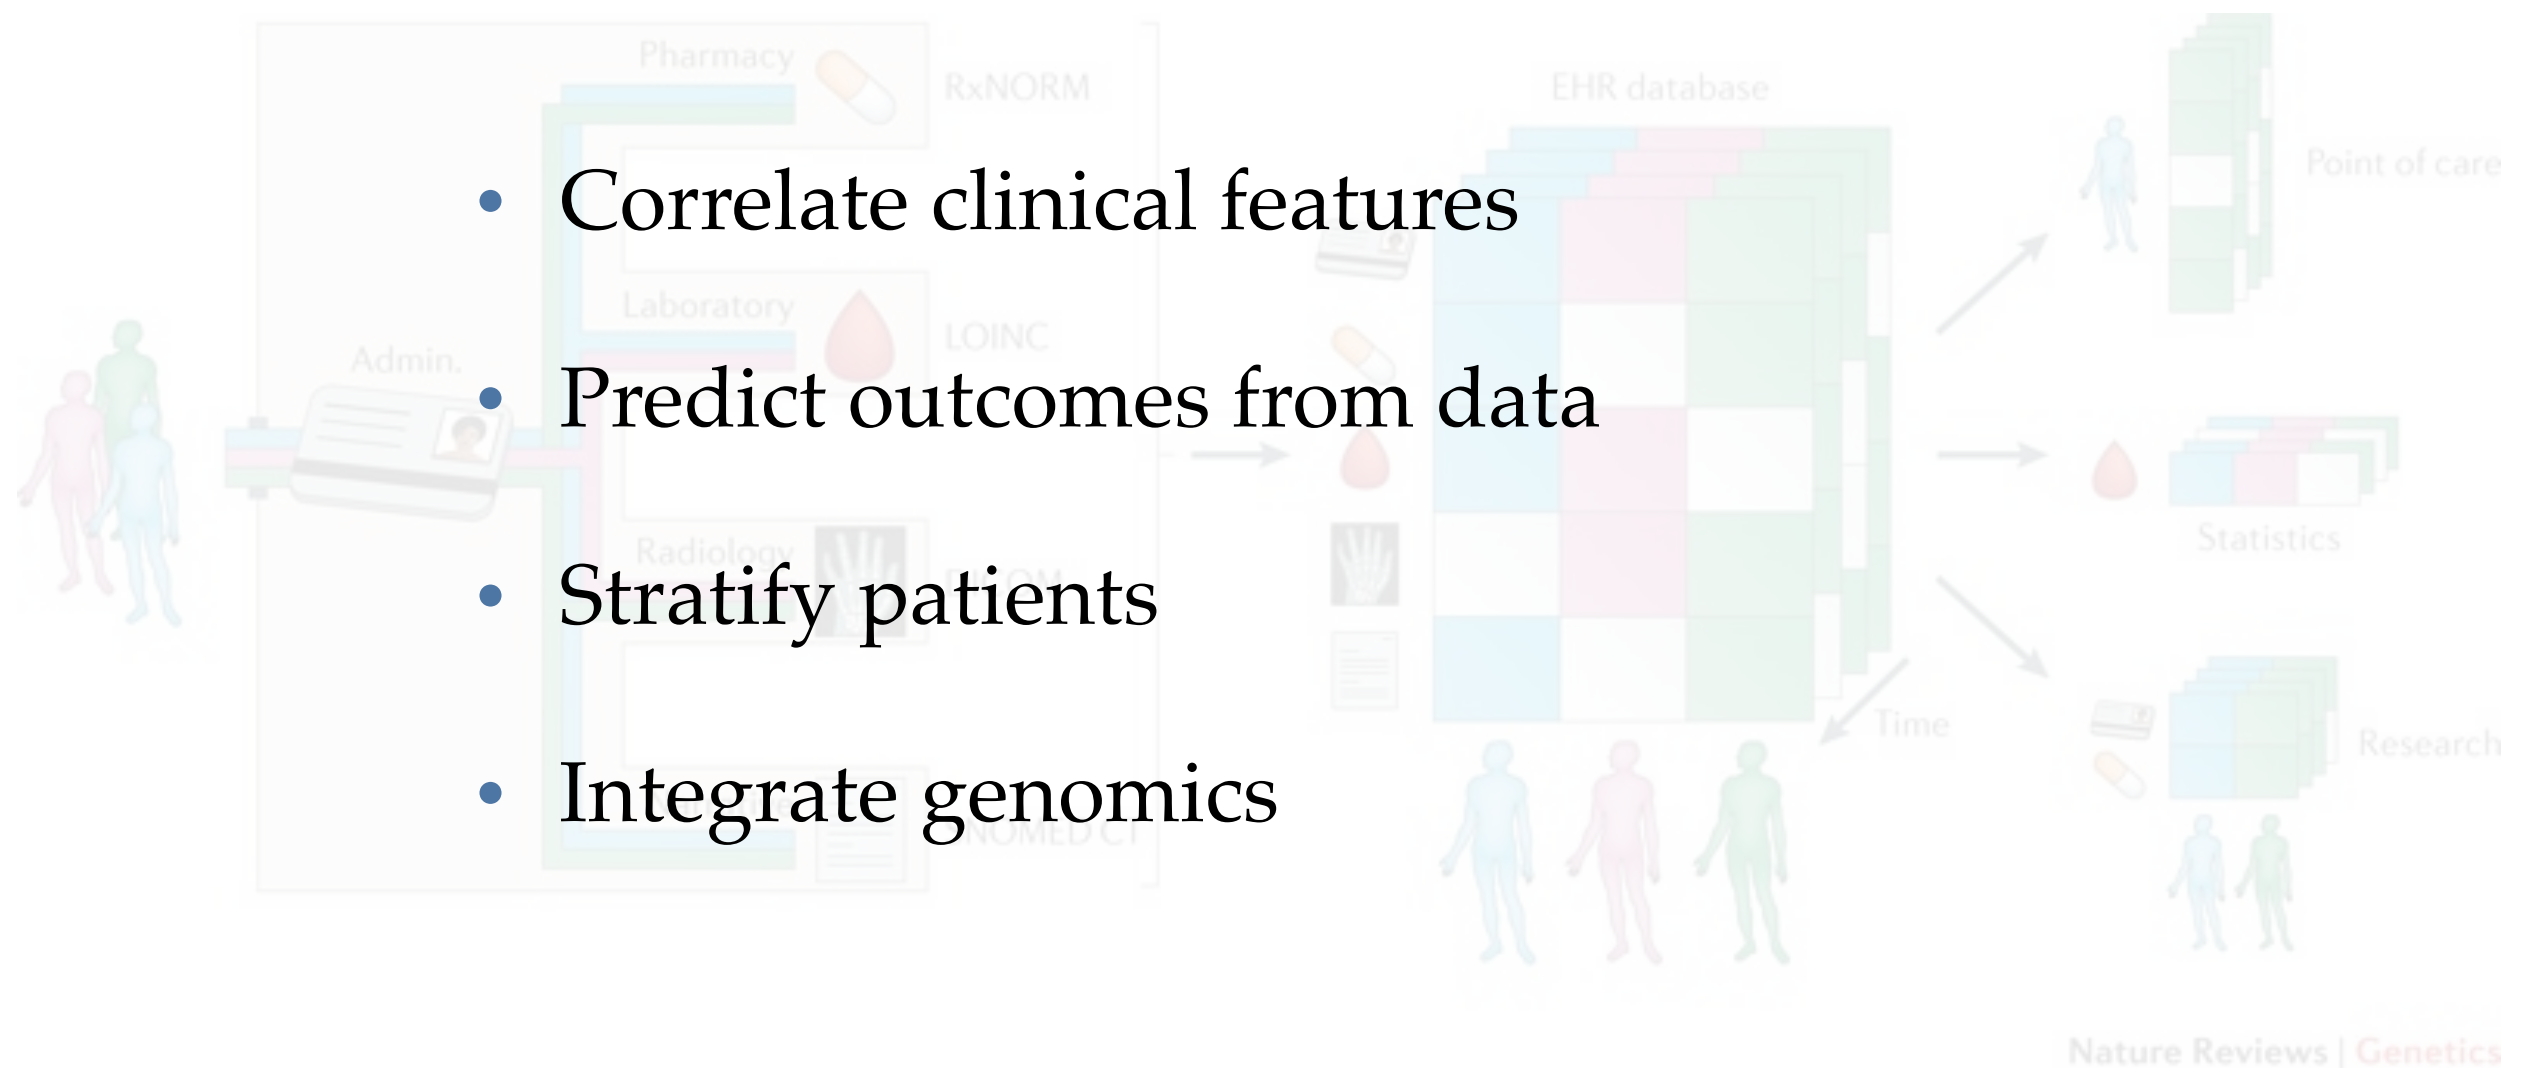 Pharmacy
RxNORM
EHR database
Point of care
• Correlate clinical features
Laboratory
LOINC
Admin.
• Predict outcomes from data
Statistics
Radiology
• Stratify patients
Time
Research
• Integrate genomics
Nature Reviews | Genetics